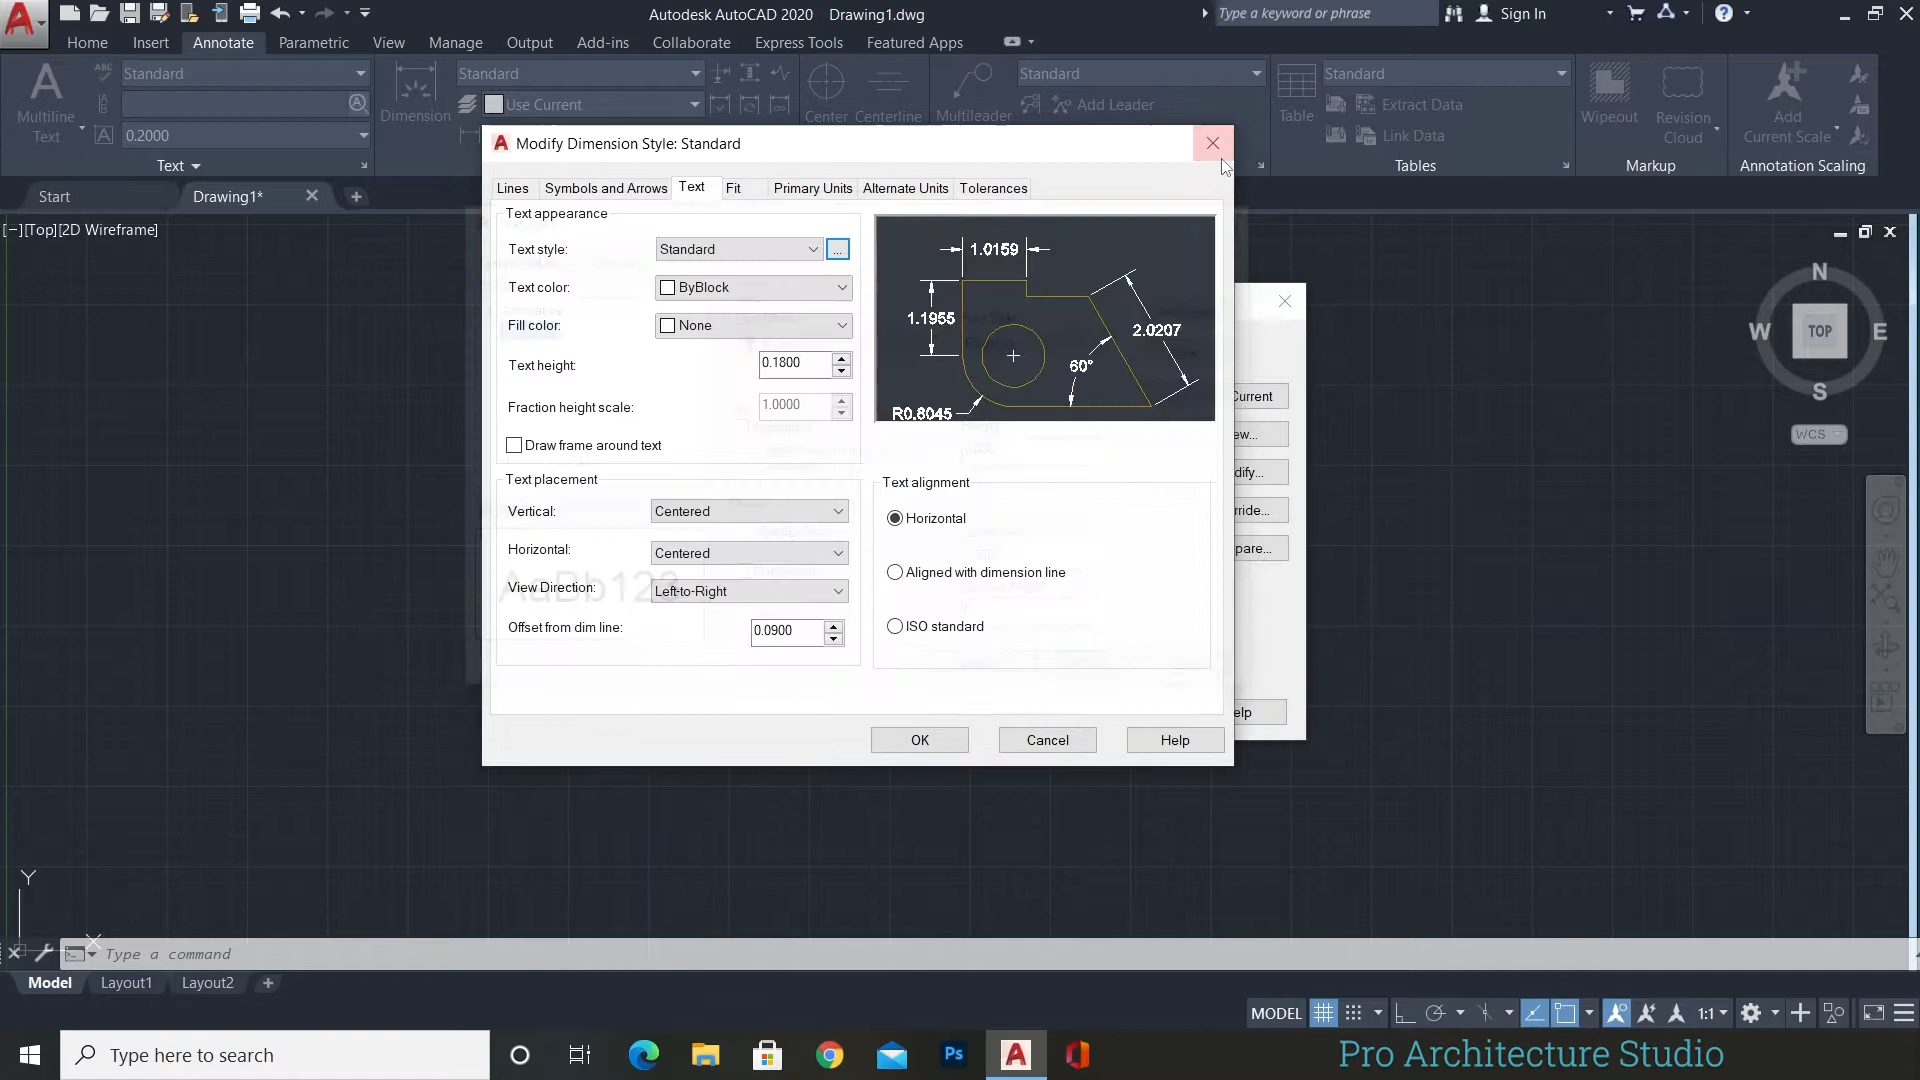 Autodesk AutoCAD 2020 Drawing1.dwg
Type a keyword or phrase
Sign In
Home Insert Annotate Parametric View Manage Output Add-ins Collaborate Express Tools Featured Apps
Standard
Standard
Standard
Standard
Multiline
Text
0.2000
Dimension
Use Current
Center Centerline
Multileader
Add Leader
Table
Extract Data
Link Data
Wipeout
Revision
Cloud
Add
Current Scale
Text
Tables
Markup
Annotation Scaling
Start
Drawing1*
[−][Top][2D Wireframe]
Modify Dimension Style: Standard
Lines Symbols and Arrows Text Fit Primary Units Alternate Units Tolerances
Text appearance
Text style: Standard ...
Text color: ByBlock
Fill color: None
Text height: 0.1800
Fraction height scale: 1.0000
Draw frame around text
1.0159
1.1955
2.0207
60°
R0.8045
Text placement
Vertical: Centered
Horizontal: Centered
View Direction: Left-to-Right
Offset from dim line: 0.0900
AaBb123
Text alignment
Horizontal
Aligned with dimension line
ISO standard
OK Cancel Help
Current
ew...
dify...
rride...
pare...
elp
N
W TOP E
S
WCS
Y
X
Type a command
Model Layout1 Layout2
MODEL
1:1
Type here to search
Ps
Pro Architecture Studio